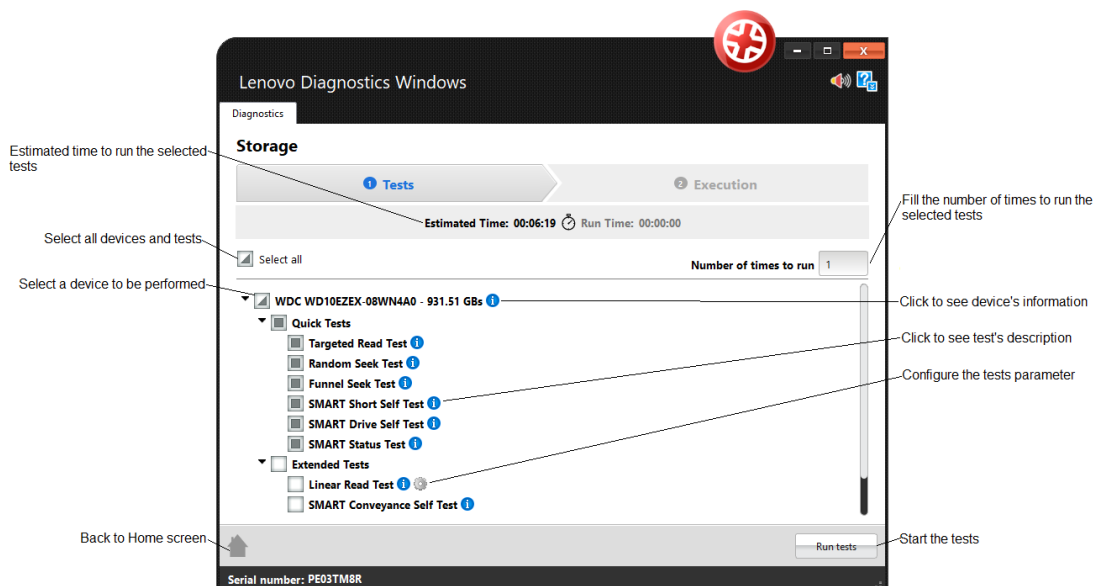 Lenovo Diagnostics Windows
Diagnostics
Storage
Estimated time to run the selected
tests
1 Tests
2 Execution
Fill the number of times to run the
selected tests
Estimated Time: 00:06:19 Run Time: 00:00:00
Select all devices and tests
Select all
Number of times to run 1
Select a device to be performed
WDC WD10EZEX-08WN4A0 - 931.51 GBs
Click to see device's information
Quick Tests
Targeted Read Test
Click to see test's description
Random Seek Test
Configure the tests parameter
Funnel Seek Test
SMART Short Self Test
SMART Drive Self Test
SMART Status Test
Extended Tests
Linear Read Test
SMART Conveyance Self Test
Back to Home screen
Run tests
Start the tests
Serial number: PE03TM8R